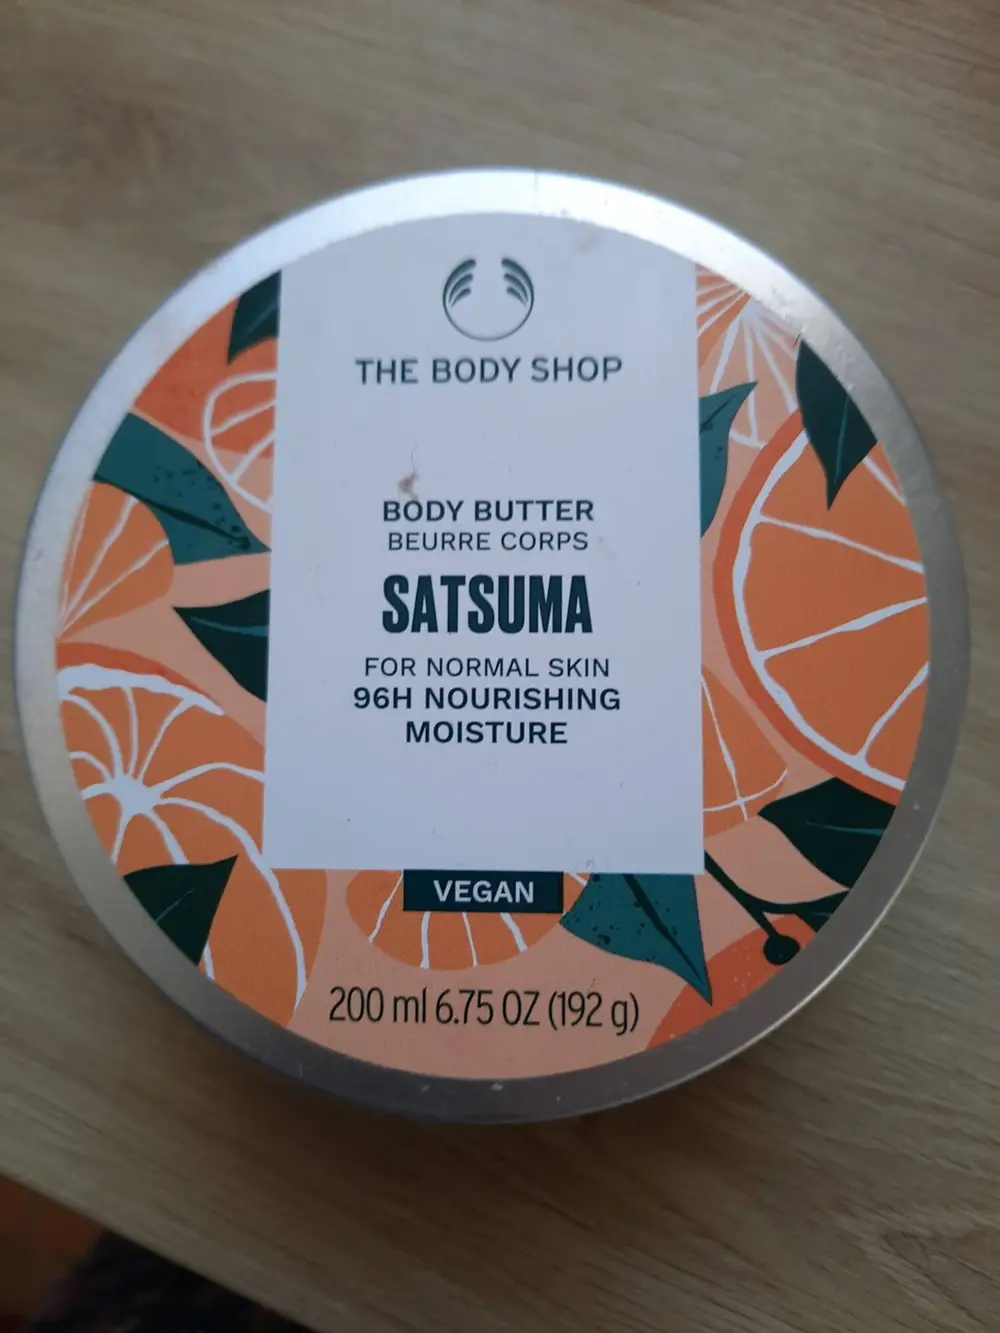 THE BODY SHOP
BODY BUTTER
BEURRE CORPS
SATSUMA
FOR NORMAL SKIN
96H NOURISHING
MOISTURE
VEGAN
200 ml 6.75 OZ (192 g)